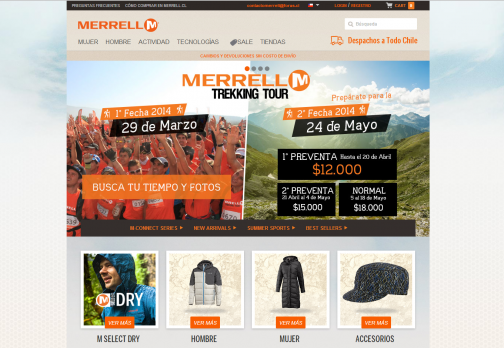 PREGUNTAS FRECUENTES CÓMO COMPRAR EN MERRELL.CL
LOGIN / REGISTRO CART 0
MERRELL M
Búsqueda
MUJER HOMBRE ACTIVIDAD TECNOLOGÍAS SALE TIENDAS
Despachos a Todo Chile
CAMBIOS Y DEVOLUCIONES SIN COSTO DE ENVÍO
MERRELL M
TREKKING TOUR
1° Fecha 2014
29 de Marzo
BUSCA TU TIEMPO Y FOTOS
Prepárate para la
2° Fecha 2014
24 de Mayo
1° PREVENTA Hasta el 20 de Abril
$12.000
2° PREVENTA
21 Abril al 4 de Mayo
$15.000
NORMAL
5 al 18 de Mayo
$18.000
M-CONNECT SERIES NEW ARRIVALS SUMMER SPORTS BEST SELLERS
M
DRY
VER MÁS
M SELECT DRY
VER MÁS
HOMBRE
VER MÁS
MUJER
VER MÁS
ACCESORIOS